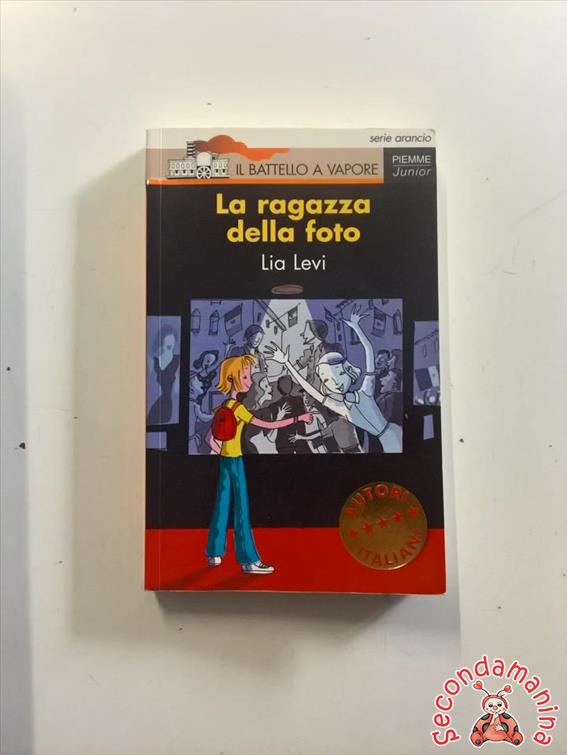 serie arancio
IL BATTELLO A VAPORE
PIEMME
Junior
La ragazza
della foto
Lia Levi
AUTORI
ITALIANI
Secondamanina